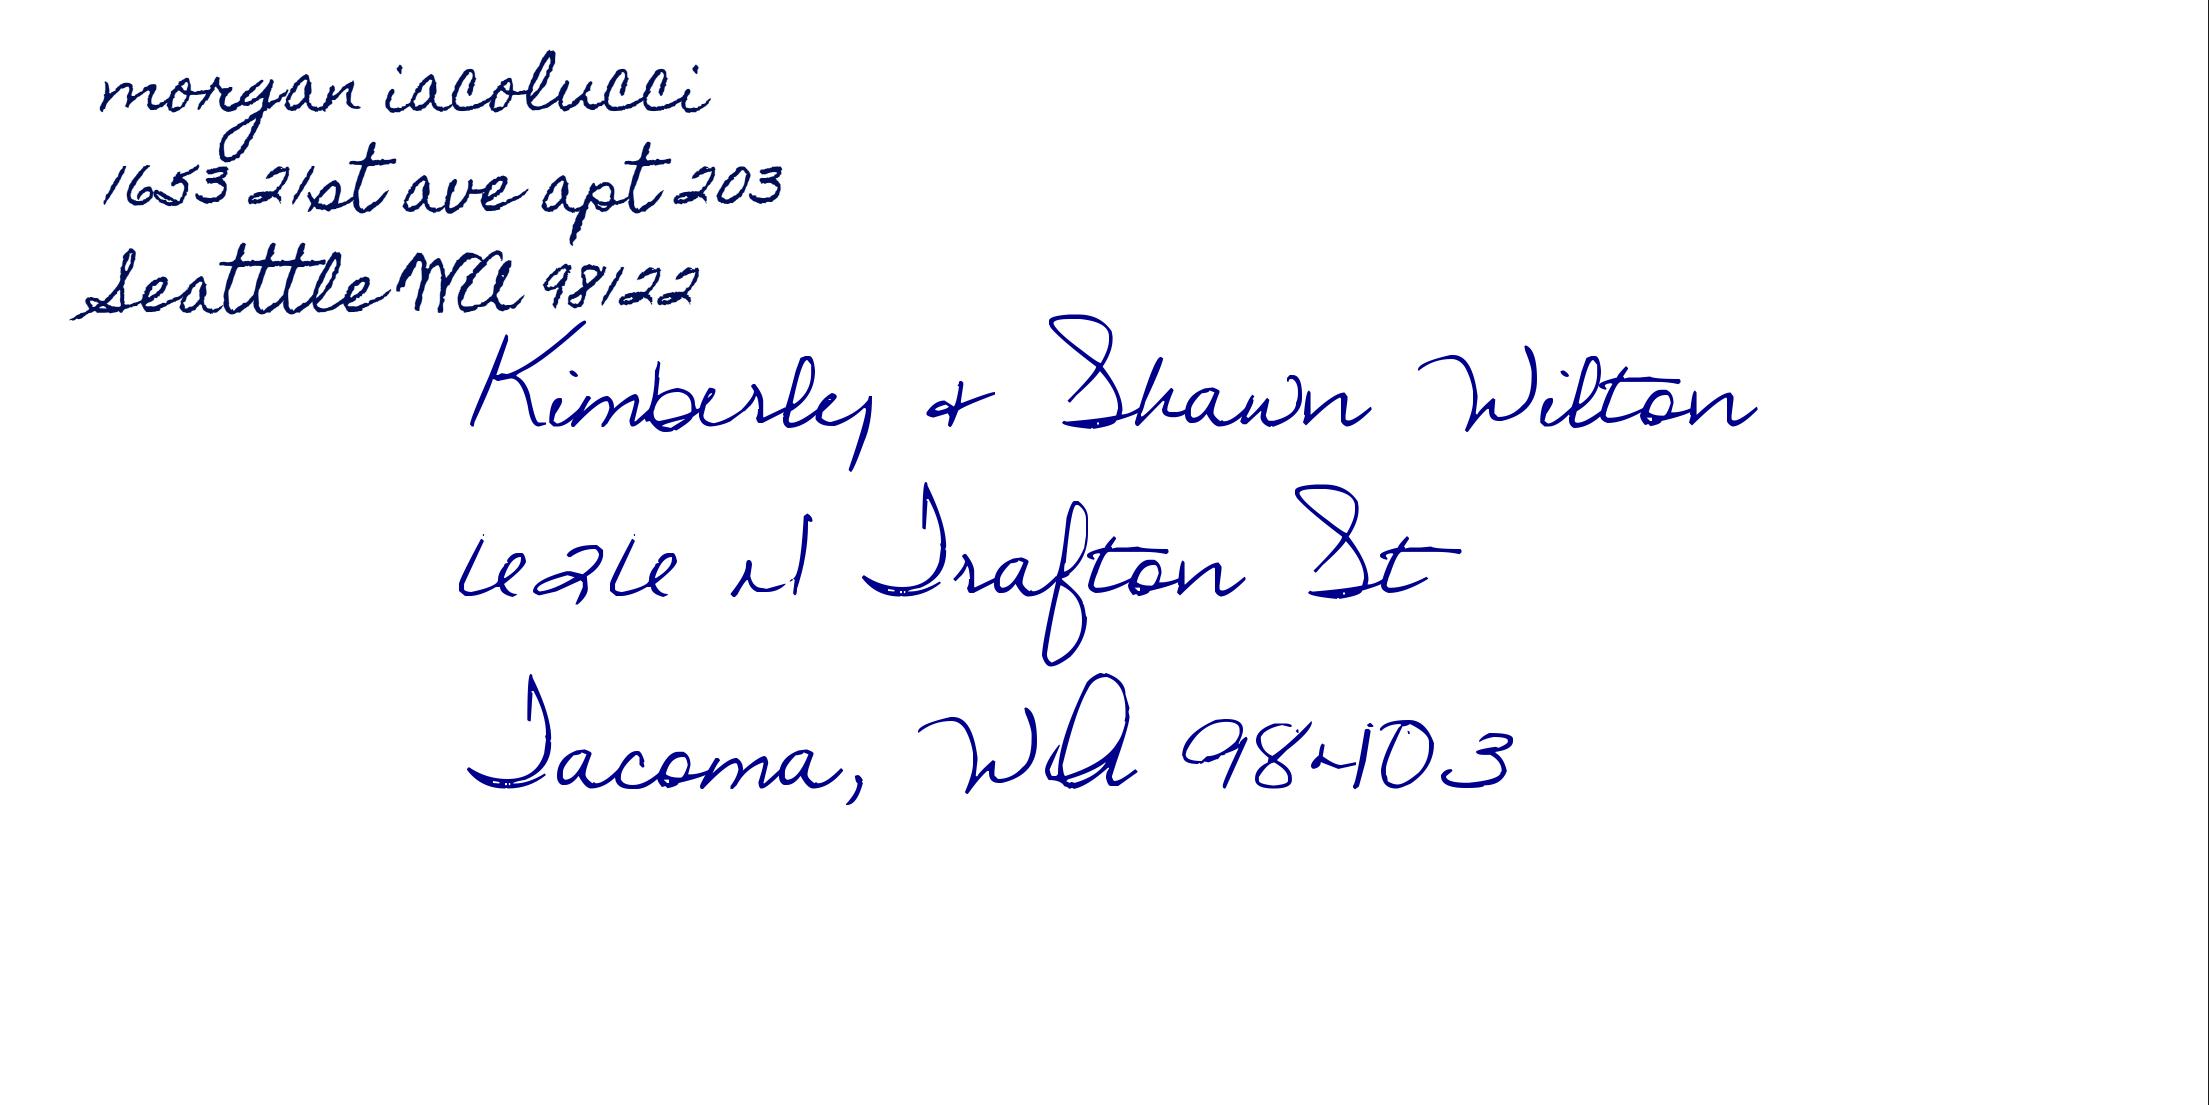 morgan iacolucci
1653 21st ave apt 203
Seatttle WA 98122
Kimberly & Shawn Wilton
626 N Trafton St
Tacoma, WA 98403